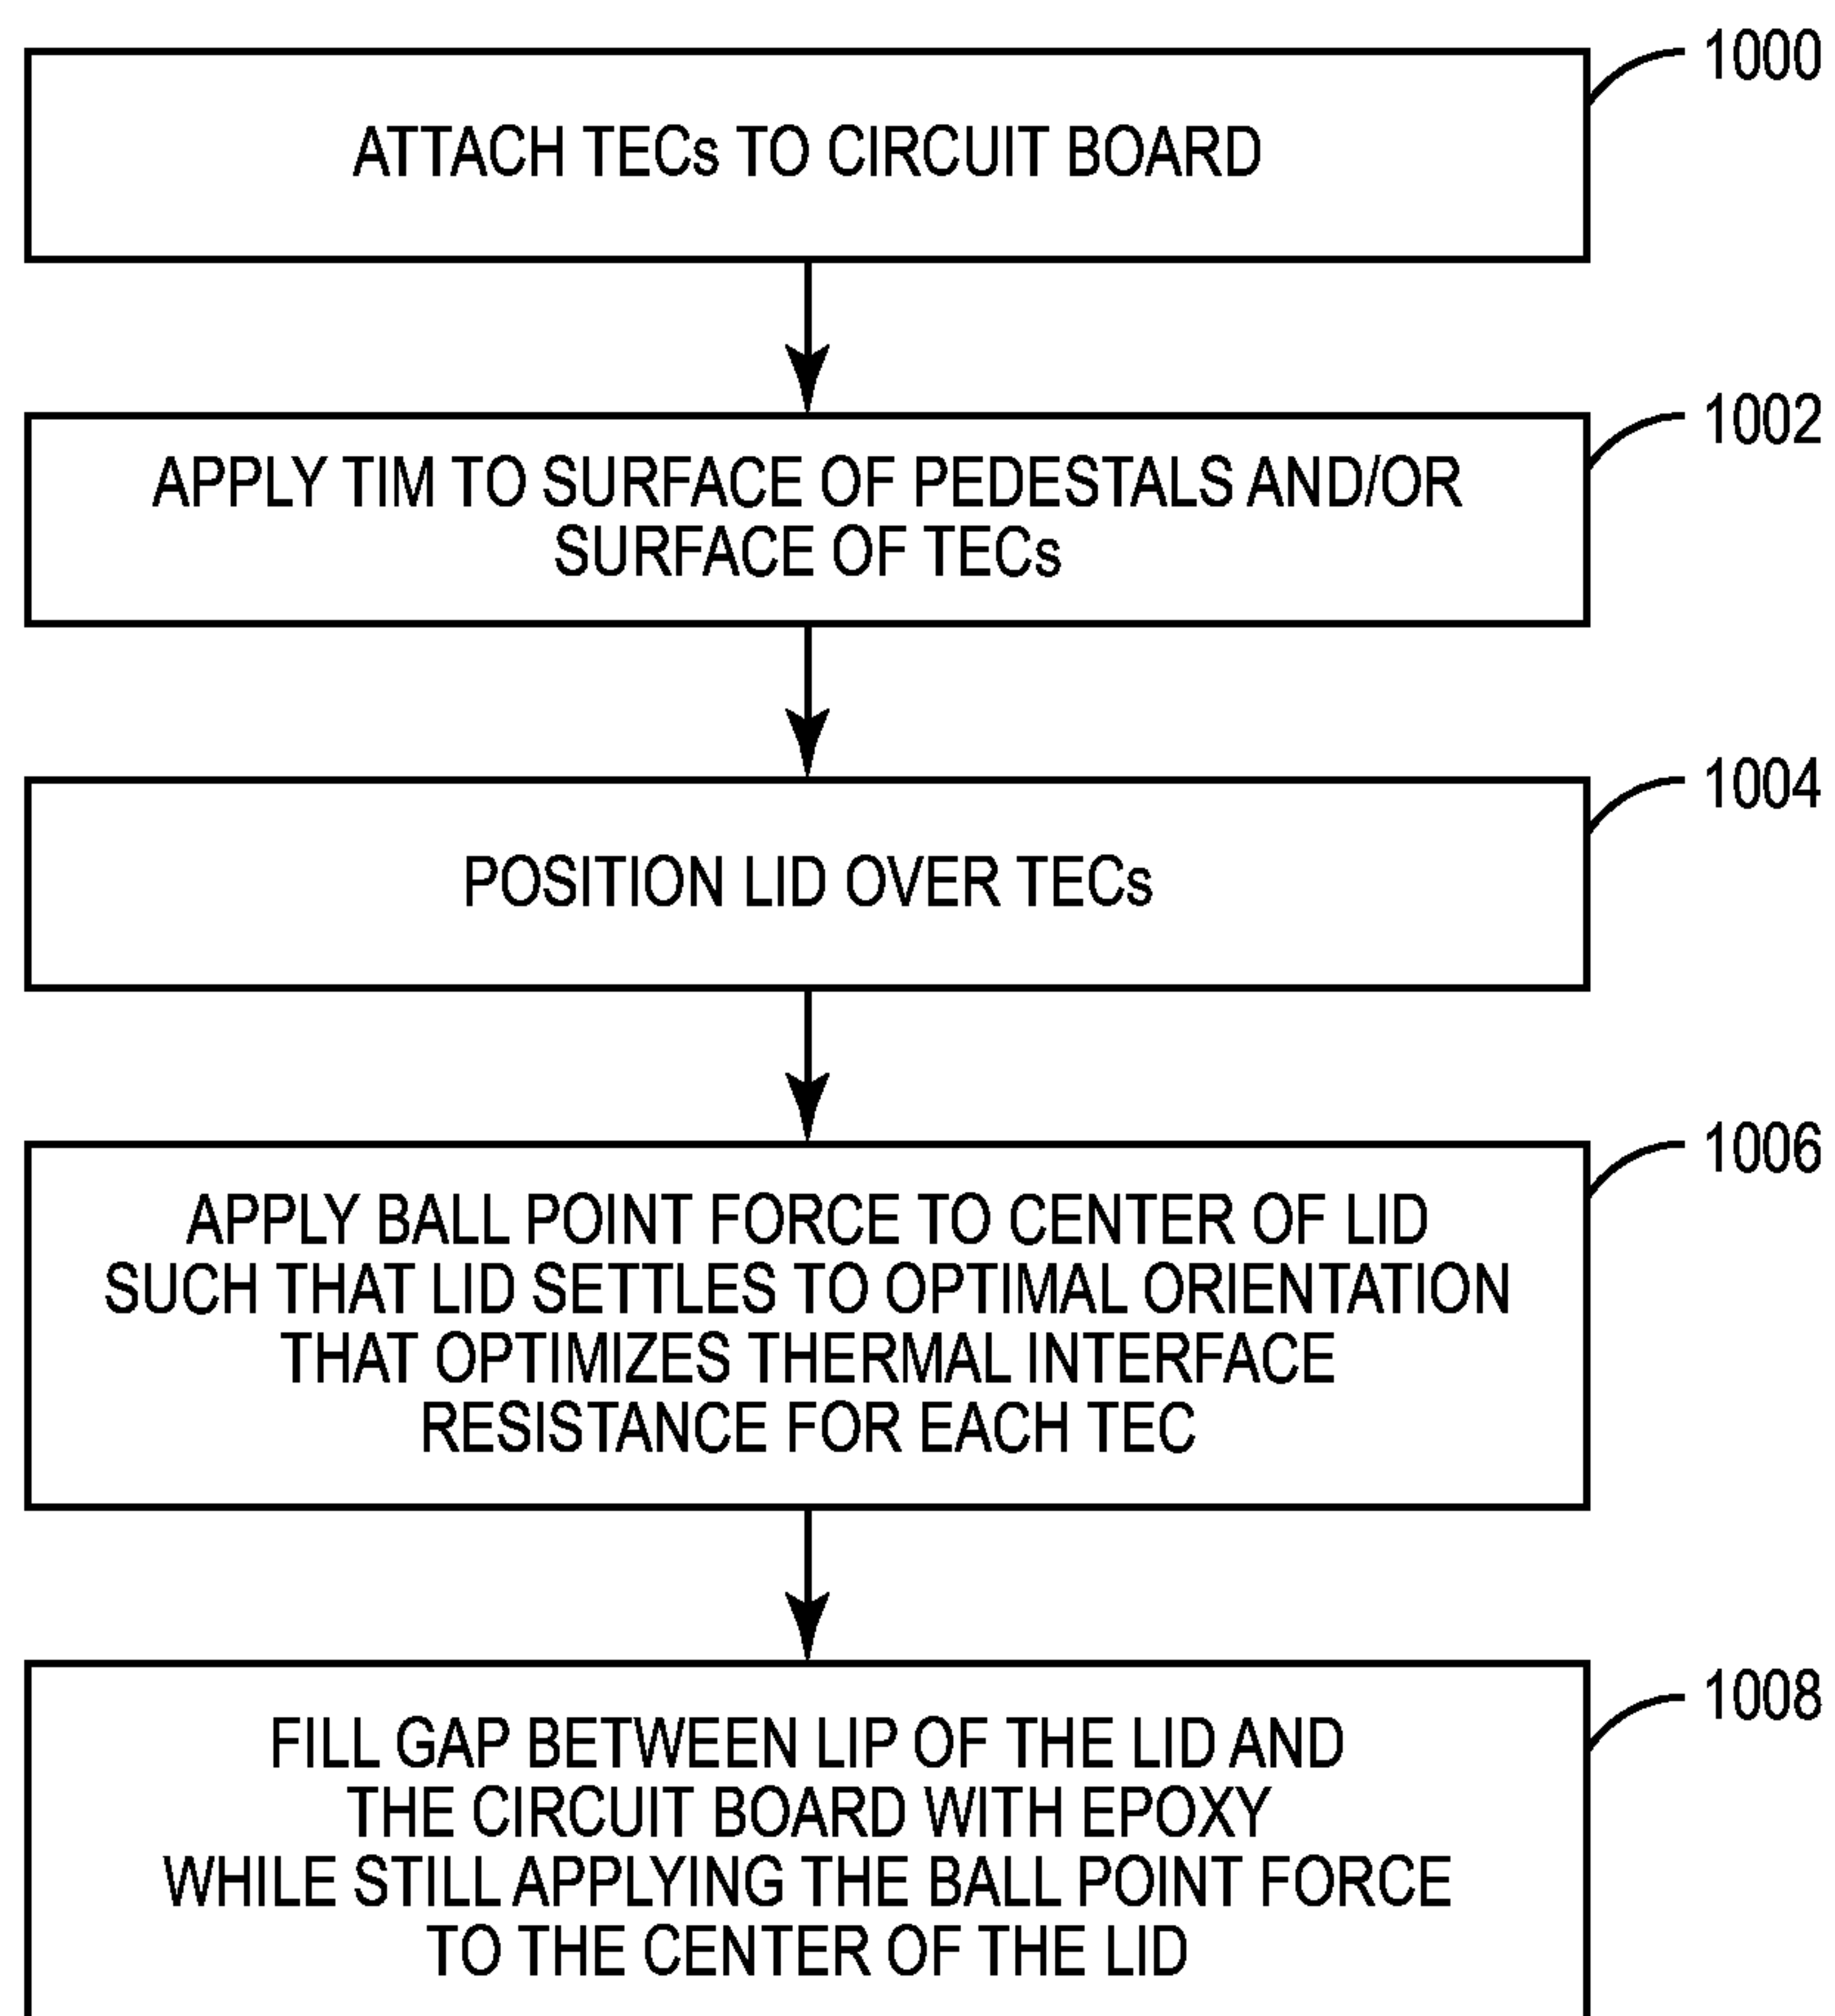 1000
ATTACH TECs TO CIRCUIT BOARD
1002
APPLY TIM TO SURFACE OF PEDESTALS AND/OR
SURFACE OF TECs
1004
POSITION LID OVER TECs
1006
APPLY BALL POINT FORCE TO CENTER OF LID
SUCH THAT LID SETTLES TO OPTIMAL ORIENTATION
THAT OPTIMIZES THERMAL INTERFACE
RESISTANCE FOR EACH TEC
1008
FILL GAP BETWEEN LIP OF THE LID AND
THE CIRCUIT BOARD WITH EPOXY
WHILE STILL APPLYING THE BALL POINT FORCE
TO THE CENTER OF THE LID